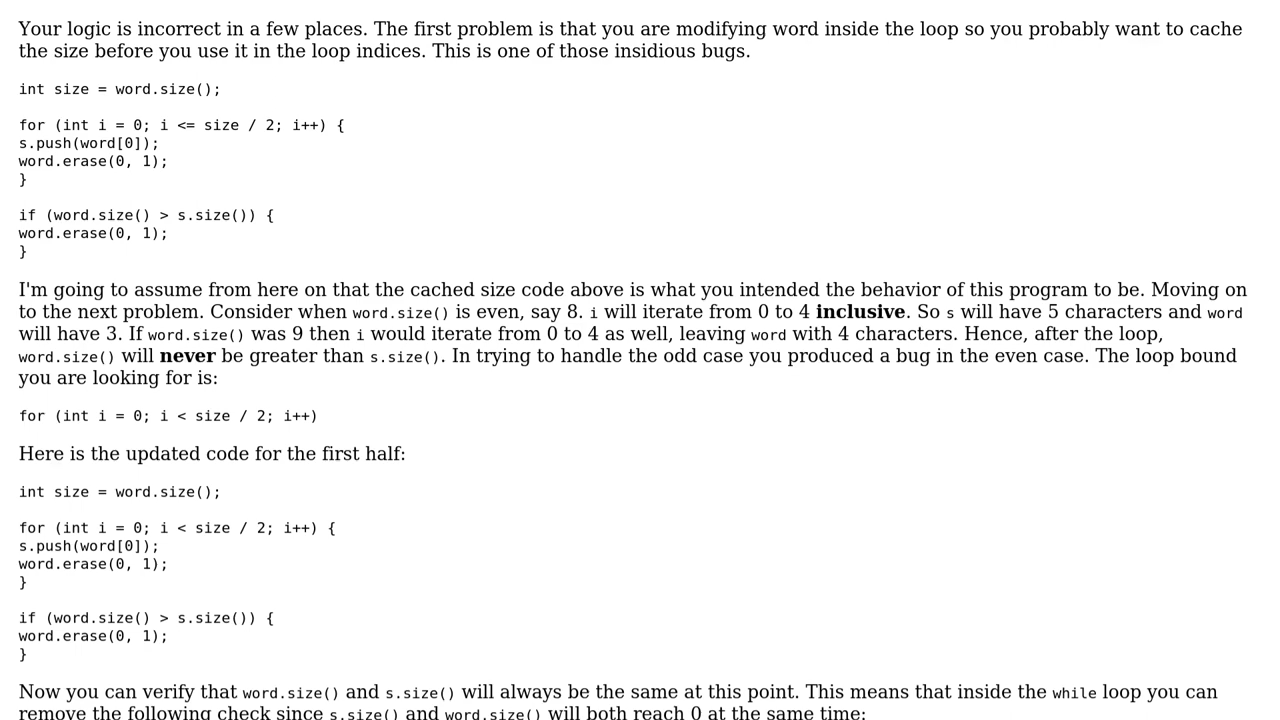 Your logic is incorrect in a few places. The first problem is that you are modifying word inside the loop so you probably want to cache
the size before you use it in the loop indices. This is one of those insidious bugs.
int size = word.size();
for (int i = 0; i <= size / 2; i++) {
s.push(word[0]);
word.erase(0, 1);
}
if (word.size() > s.size()) {
word.erase(0, 1);
}
I'm going to assume from here on that the cached size code above is what you intended the behavior of this program to be. Moving on
to the next problem. Consider when word.size() is even, say 8. i will iterate from 0 to 4 inclusive. So s will have 5 characters and word
will have 3. If word.size() was 9 then i would iterate from 0 to 4 as well, leaving word with 4 characters. Hence, after the loop,
word.size() will never be greater than s.size(). In trying to handle the odd case you produced a bug in the even case. The loop bound
you are looking for is:
for (int i = 0; i < size / 2; i++)
Here is the updated code for the first half:
int size = word.size();
for (int i = 0; i < size / 2; i++) {
s.push(word[0]);
word.erase(0, 1);
}
if (word.size() > s.size()) {
word.erase(0, 1);
}
Now you can verify that word.size() and s.size() will always be the same at this point. This means that inside the while loop you can
remove the following check since s.size() and word.size() will both reach 0 at the same time: